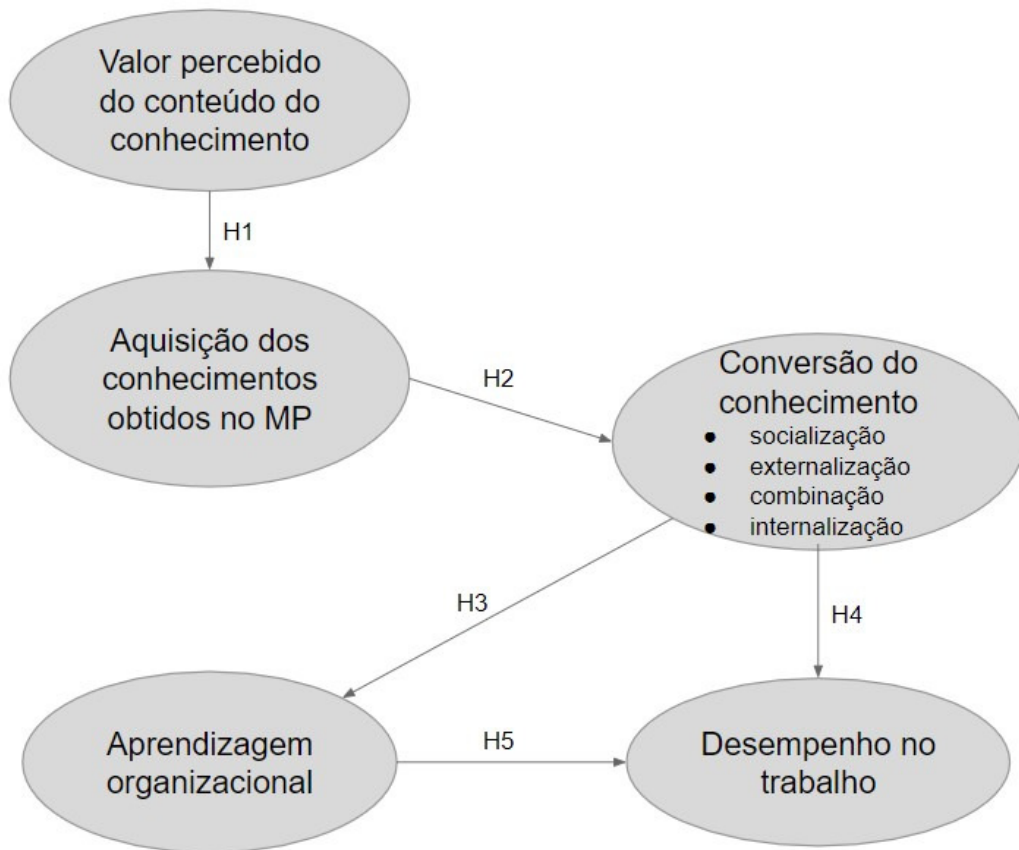 Valor percebido
do conteúdo do
conhecimento
H1
Aquisição dos
conhecimentos
obtidos no MP
H2
Conversão do
conhecimento
● socialização
● externalização
● combinação
● internalização
H3
H4
Aprendizagem
organizacional
H5
Desempenho no
trabalho